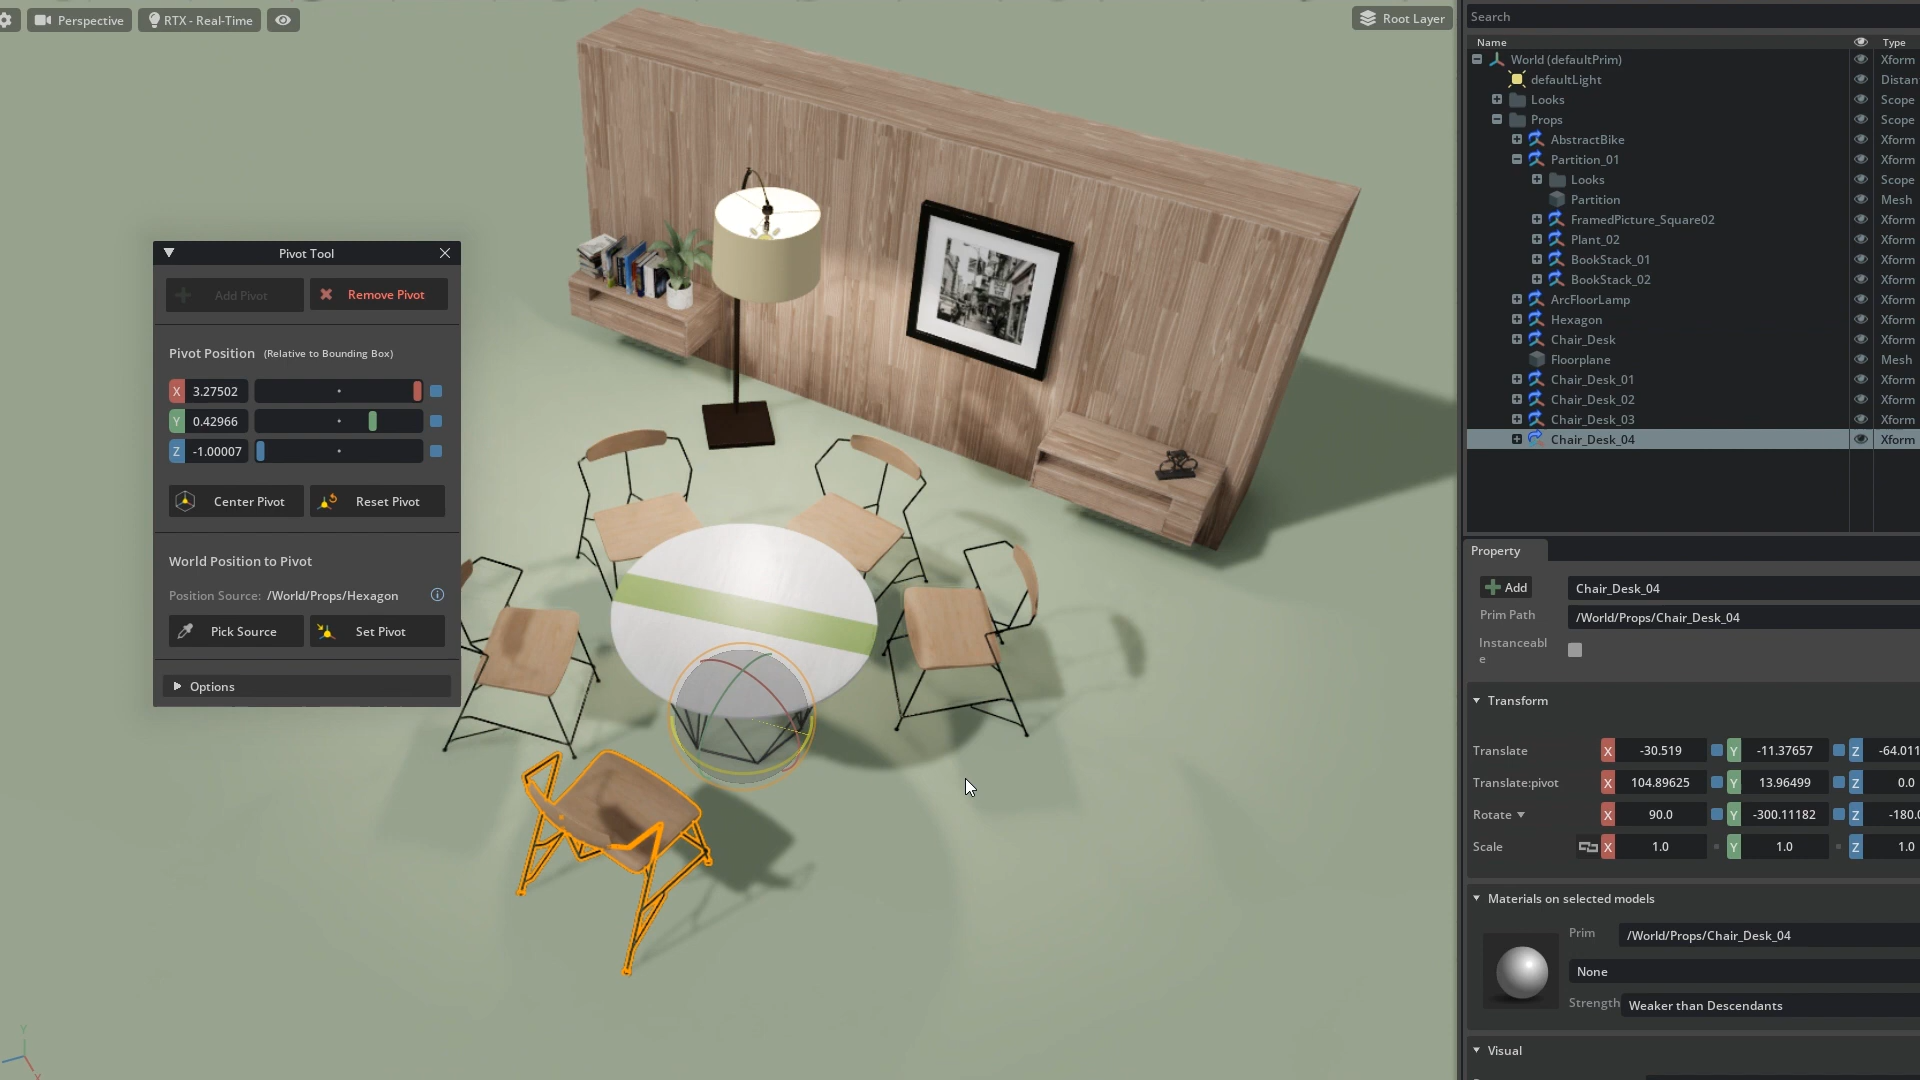 Perspective
RTX - Real-Time
Root Layer
Pivot Tool
Add Pivot
Remove Pivot
Pivot Position (Relative to Bounding Box)
X 3.27502
Y 0.42966
Z -1.00007
Center Pivot
Reset Pivot
World Position to Pivot
Position Source: /World/Props/Hexagon
Pick Source
Set Pivot
Options
Y
X
Search
Name Type
World (defaultPrim) Xform
defaultLight Distan
Looks Scope
Props Scope
AbstractBike Xform
Partition_01 Xform
Looks Scope
Partition Mesh
FramedPicture_Square02 Xform
Plant_02 Xform
BookStack_01 Xform
BookStack_02 Xform
ArcFloorLamp Xform
Hexagon Xform
Chair_Desk Xform
Floorplane Mesh
Chair_Desk_01 Xform
Chair_Desk_02 Xform
Chair_Desk_03 Xform
Chair_Desk_04 Xform
Property
Add Chair_Desk_04
Prim Path /World/Props/Chair_Desk_04
Instanceabl
e
Transform
Translate X -30.519 Y -11.37657 Z -64.011
Translate:pivot X 104.89625 Y 13.96499 Z 0.0
Rotate X 90.0 Y -300.11182 Z -180.0
Scale X 1.0 Y 1.0 Z 1.0
Materials on selected models
Prim /World/Props/Chair_Desk_04
None
Strength Weaker than Descendants
Visual